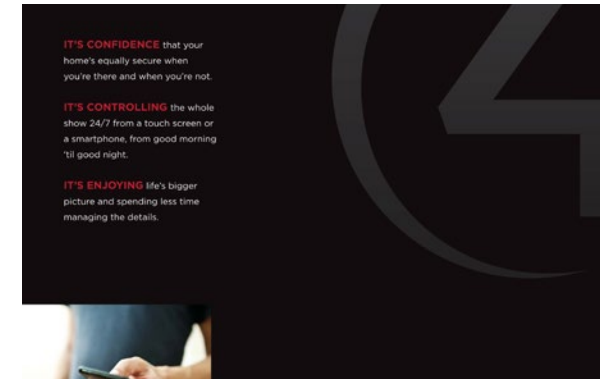 IT'S CONFIDENCE that your
home's equally secure when
you're there and when you're not.
IT'S CONTROLLING the whole
show 24/7 from a touch screen or
a smartphone, from good morning
'til good night.
IT'S ENJOYING life's bigger
picture and spending less time
managing the details.
4